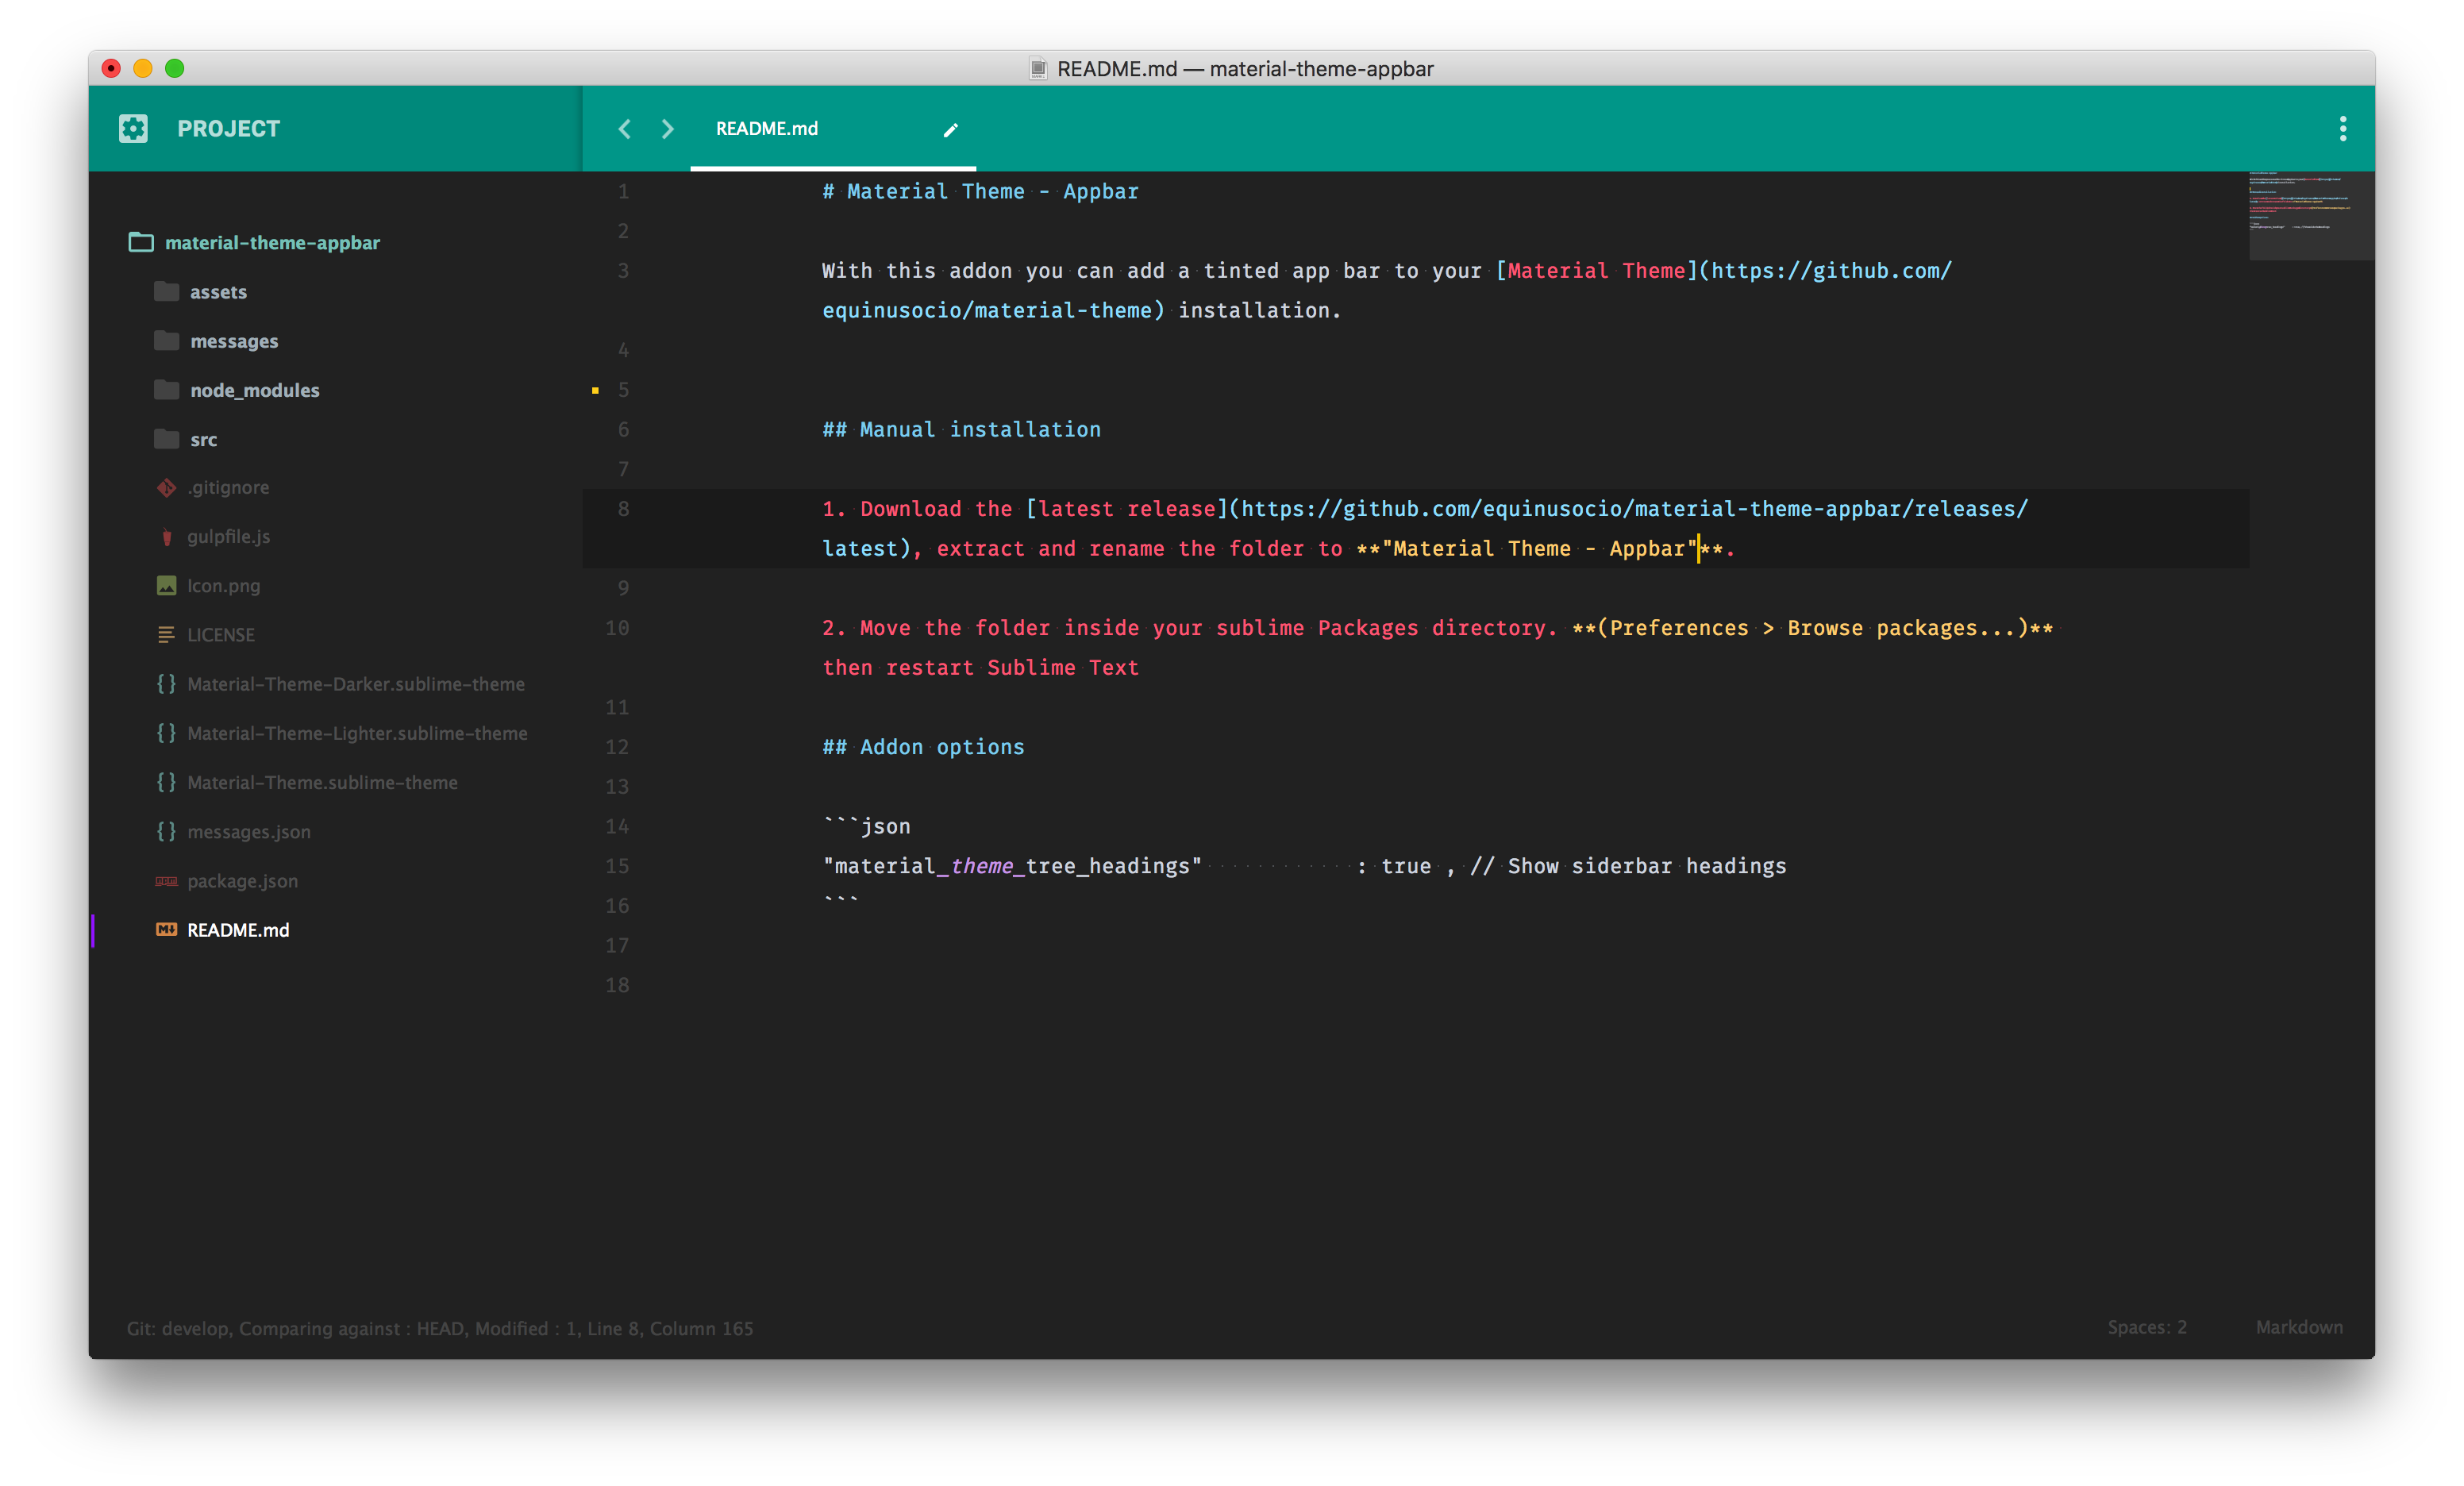 README.md — material-theme-appbar
PROJECT
README.md
material-theme-appbar
assets
messages
node_modules
src
.gitignore
gulpfile.js
Icon.png
LICENSE
Material-Theme-Darker.sublime-theme
Material-Theme-Lighter.sublime-theme
Material-Theme.sublime-theme
messages.json
package.json
README.md
1 # Material Theme - Appbar
2
3 With this addon you can add a tinted app bar to your [Material Theme](https://github.com/
equinusocio/material-theme) installation.
4
5
6 ## Manual installation
7
8 1. Download the [latest release](https://github.com/equinusocio/material-theme-appbar/releases/
latest), extract and rename the folder to **"Material Theme - Appbar"**.
9
10 2. Move the folder inside your sublime Packages directory. **(Preferences > Browse packages...)**
then restart Sublime Text
11
12 ## Addon options
13
14 ```json
15 "material_theme_tree_headings"            : true , // Show siderbar headings
16 ```
17
18
Git: develop, Comparing against : HEAD, Modified : 1, Line 8, Column 165
Spaces: 2
Markdown